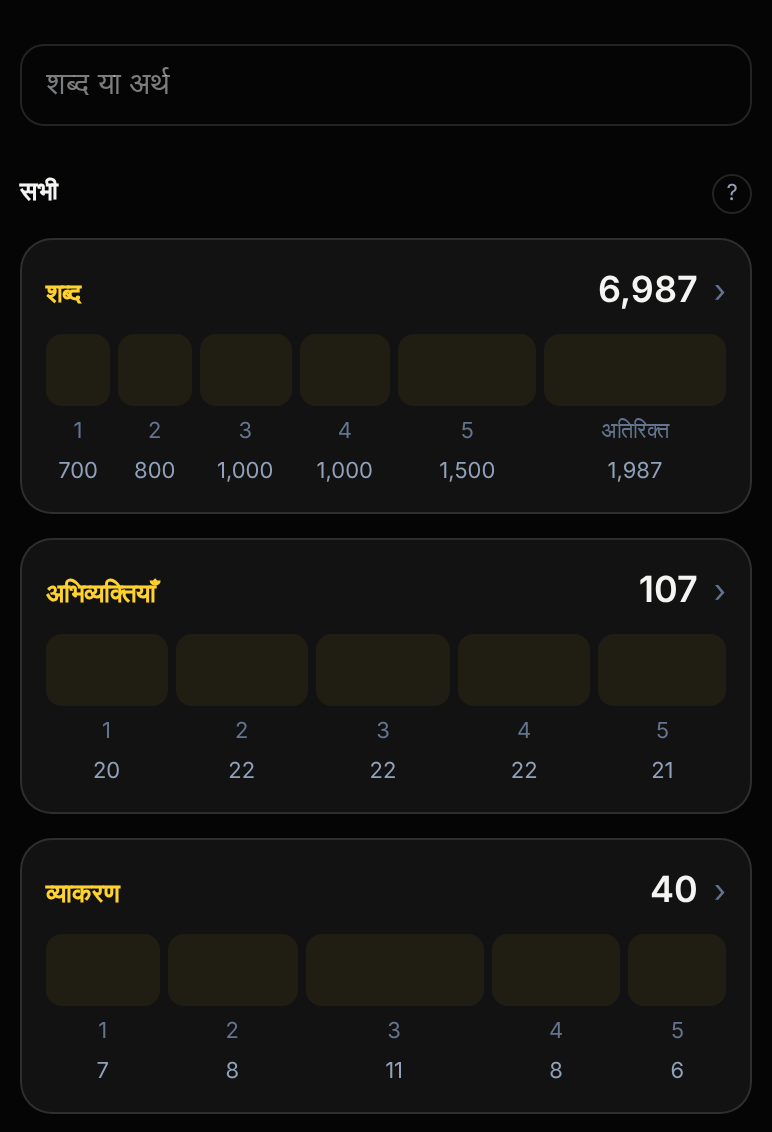 शब्द या अर्थ
सभी ?
शब्द 6,987 ›
1 2 3 4 5 अतिरिक्त
700 800 1,000 1,000 1,500 1,987
अभिव्यक्तियाँ 107 ›
1 2 3 4 5
20 22 22 22 21
व्याकरण 40 ›
1 2 3 4 5
7 8 11 8 6